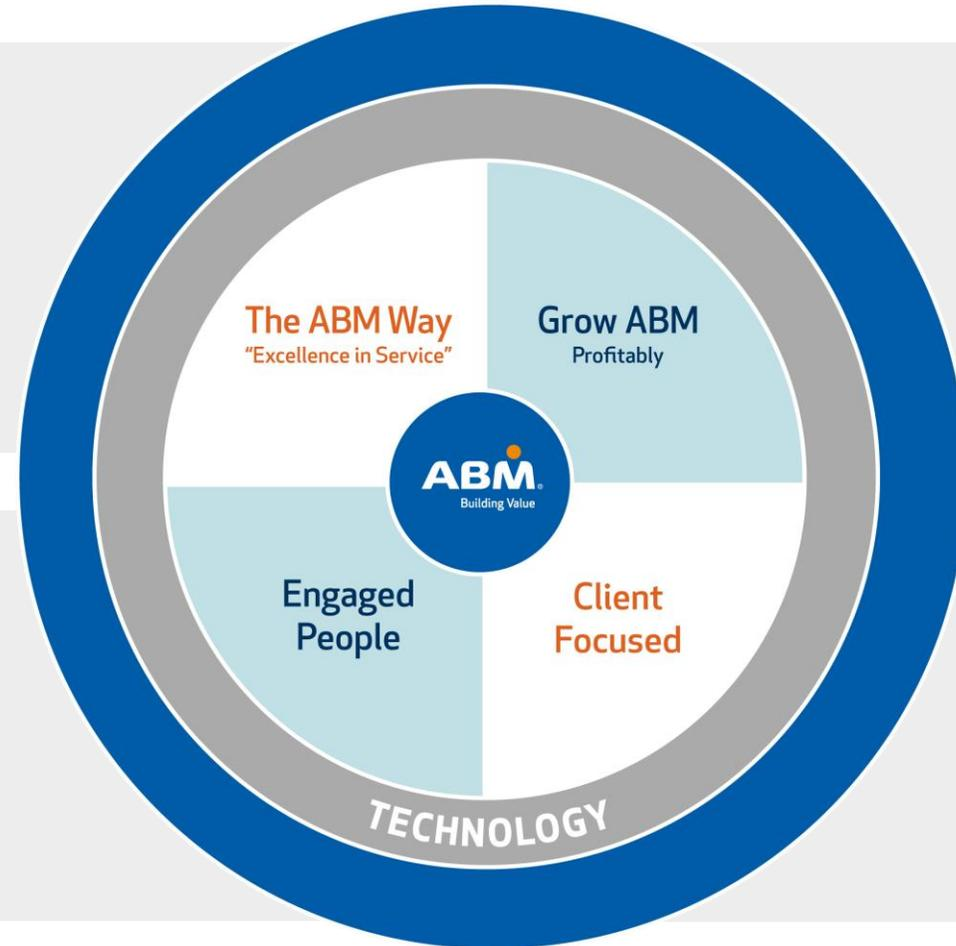 The ABM Way
“Excellence in Service”
Grow ABM
Profitably
ABM®
Building Value
Engaged
People
Client
Focused
TECHNOLOGY